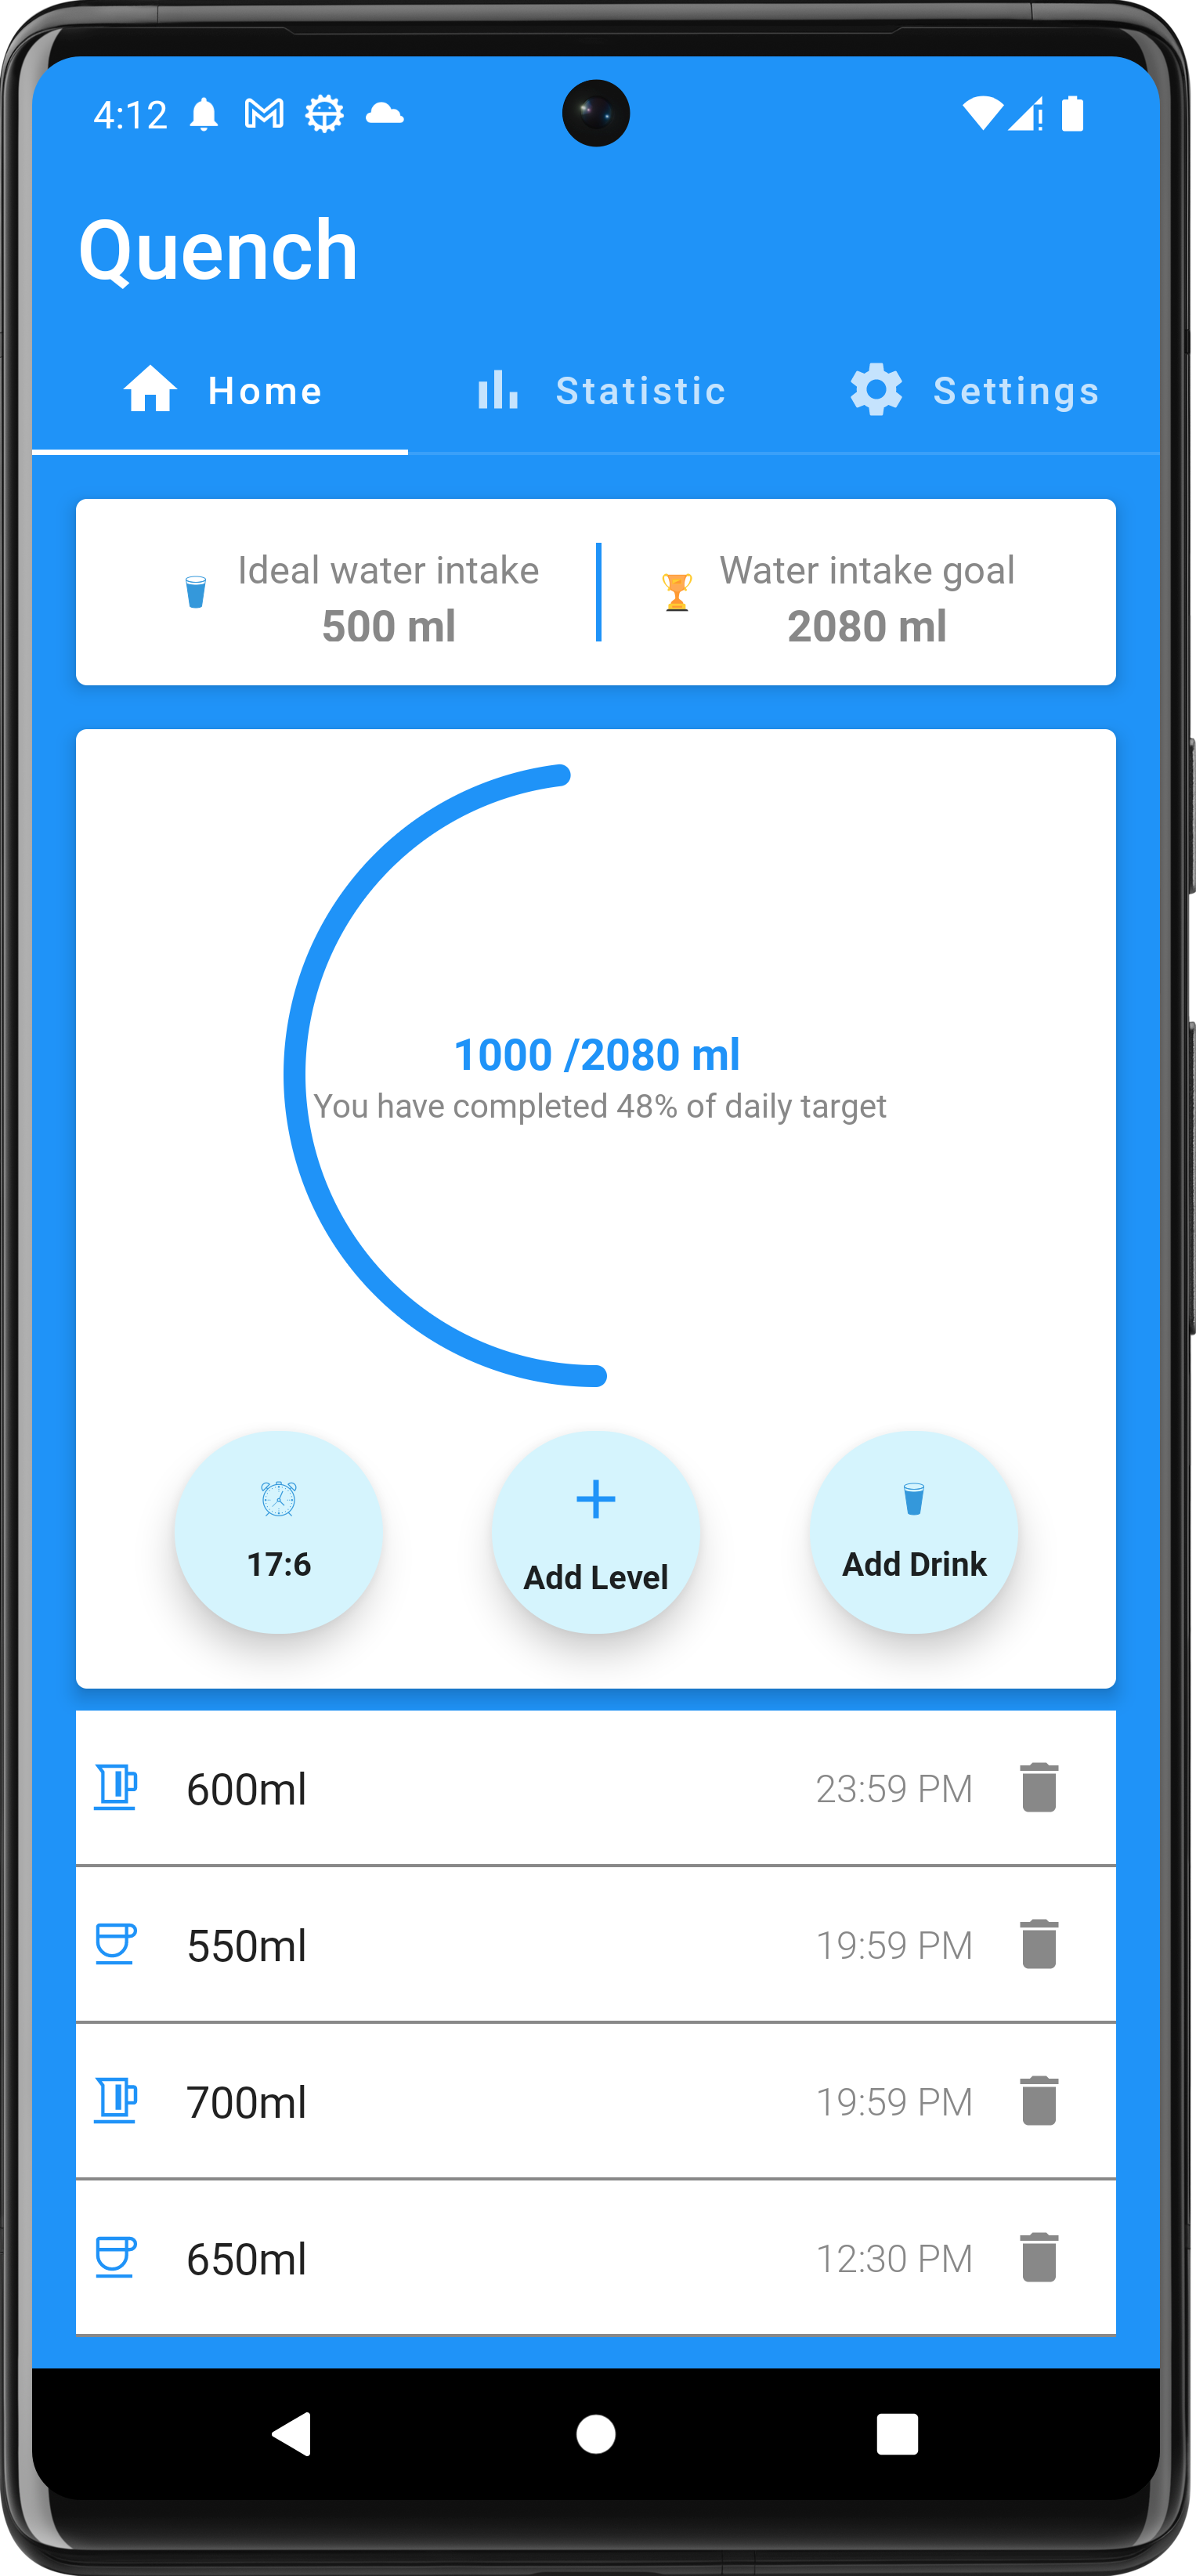 4:12
Quench
Home
Statistic
Settings
Ideal water intake
500 ml
Water intake goal
2080 ml
1000 /2080 ml
You have completed 48% of daily target
17:6
Add Level
Add Drink
600ml
23:59 PM
550ml
19:59 PM
700ml
19:59 PM
650ml
12:30 PM